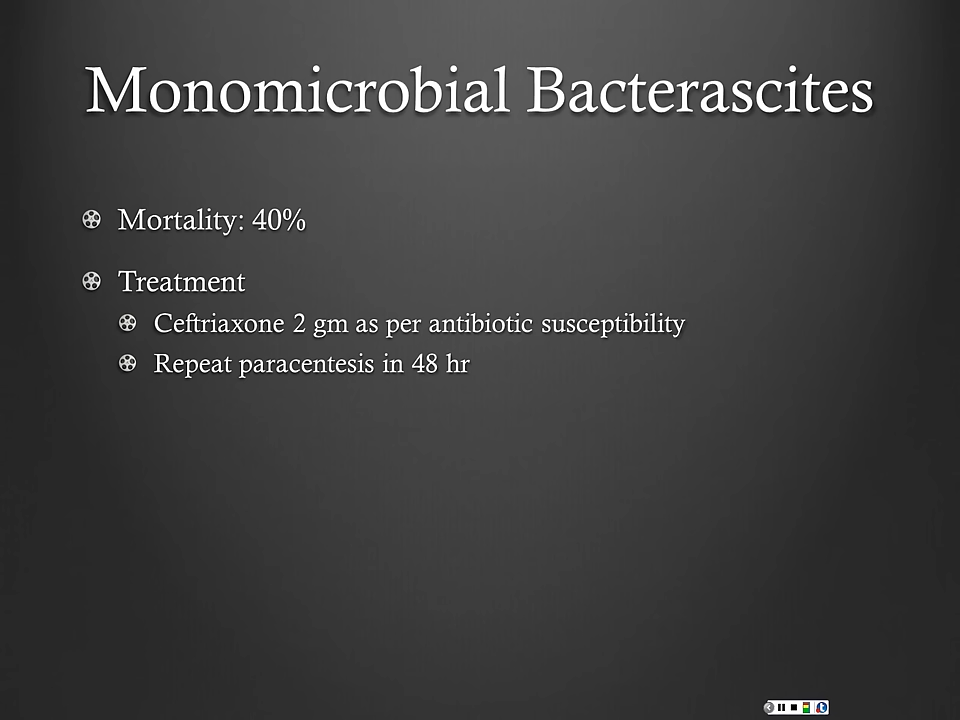 Monomicrobial Bacterascites
Mortality: 40%
Treatment
Ceftriaxone 2 gm as per antibiotic susceptibility
Repeat paracentesis in 48 hr